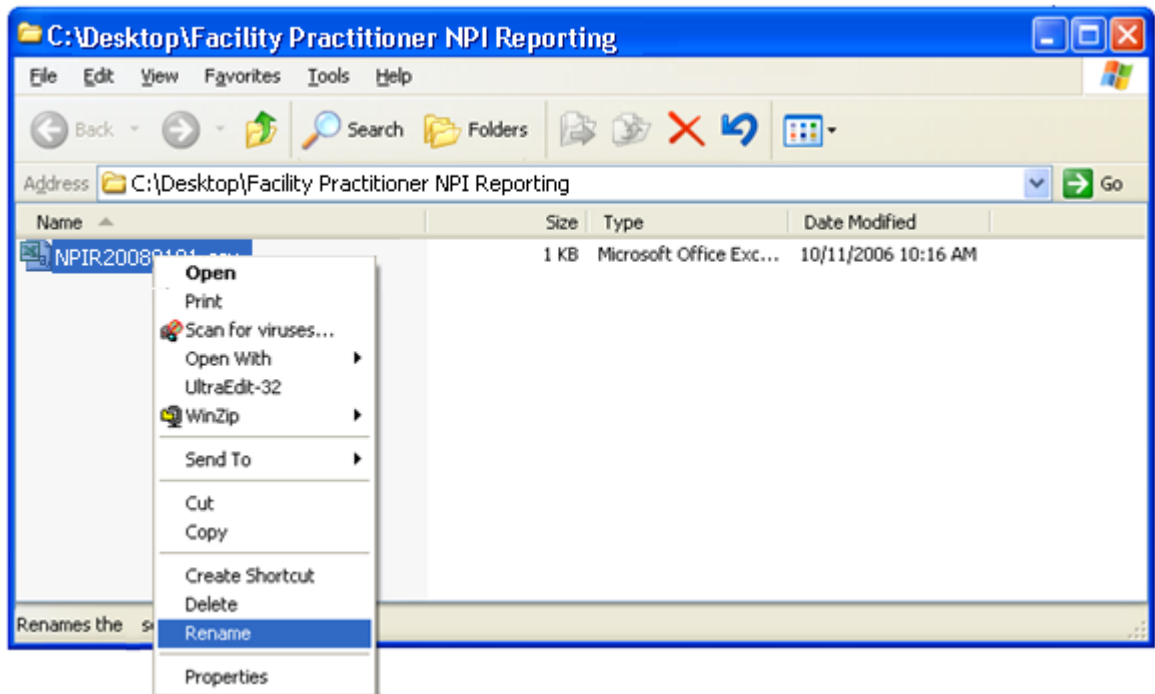 C:\Desktop\Facility Practitioner NPI Reporting
File Edit View Favorites Tools Help
Back Search Folders
Address C:\Desktop\Facility Practitioner NPI Reporting Go
Name Size Type Date Modified
1 KB Microsoft Office Exc... 10/11/2006 10:16 AM
Open
Print
Scan for viruses...
Open With
UltraEdit-32
WinZip
Send To
Cut
Copy
Create Shortcut
Delete
Renames the
Rename
Properties